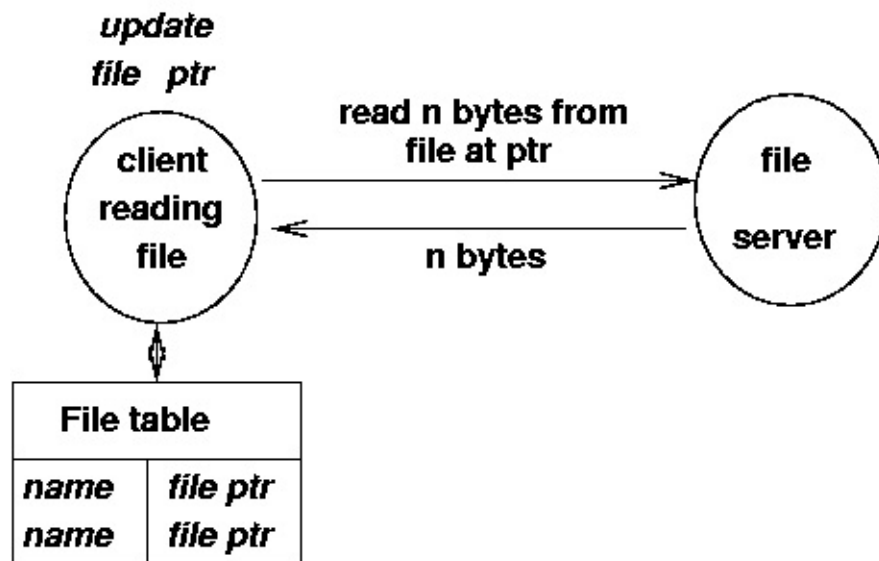 update
file ptr
client
reading
file
read n bytes from
file at ptr
n bytes
file
server
File table
name file ptr
name file ptr